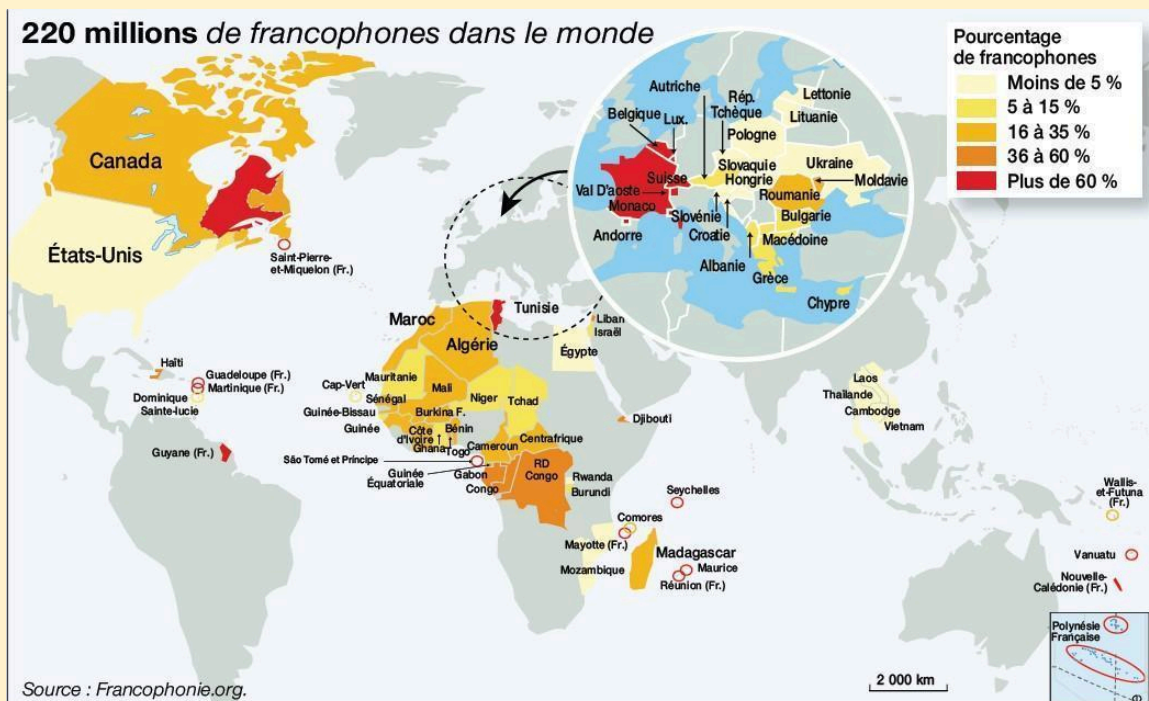 220 millions de francophones dans le monde
Pourcentage
de francophones
Moins de 5 %
5 à 15 %
16 à 35 %
36 à 60 %
Plus de 60 %
Autriche
Rép.
Tchèque
Lettonie
Belgique
Lux.
Lituanie
Pologne
Slovaquie
Ukraine
Suisse
Hongrie
Moldavie
Val D'aoste
Roumanie
Monaco
Slovénie
Bulgarie
Andorre
Croatie
Macédoine
Albanie
Grèce
Chypre
Canada
États-Unis
Saint-Pierre-
et-Miquelon (Fr.)
Haïti
Guadeloupe (Fr.)
Martinique (Fr.)
Dominique
Sainte-lucie
Guyane (Fr.)
Maroc
Tunisie
Algérie
Liban
Israël
Égypte
Mauritanie
Cap-Vert
Mali
Sénégal
Niger
Tchad
Guinée-Bissau
Burkina F.
Djibouti
Guinée
Côte
d'Ivoire
Bénin
Ghana
Togo
Cameroun
Centrafrique
São Tomé et Príncipe
Guinée
Équatoriale
Gabon
Congo
RD
Congo
Rwanda
Burundi
Seychelles
Comores
Mayotte (Fr.)
Madagascar
Mozambique
Maurice
Réunion (Fr.)
Laos
Thaïlande
Cambodge
Vietnam
Wallis-
et-Futuna
(Fr.)
Vanuatu
Nouvelle-
Calédonie (Fr.)
Polynésie
Française
2 000 km
Source : Francophonie.org.